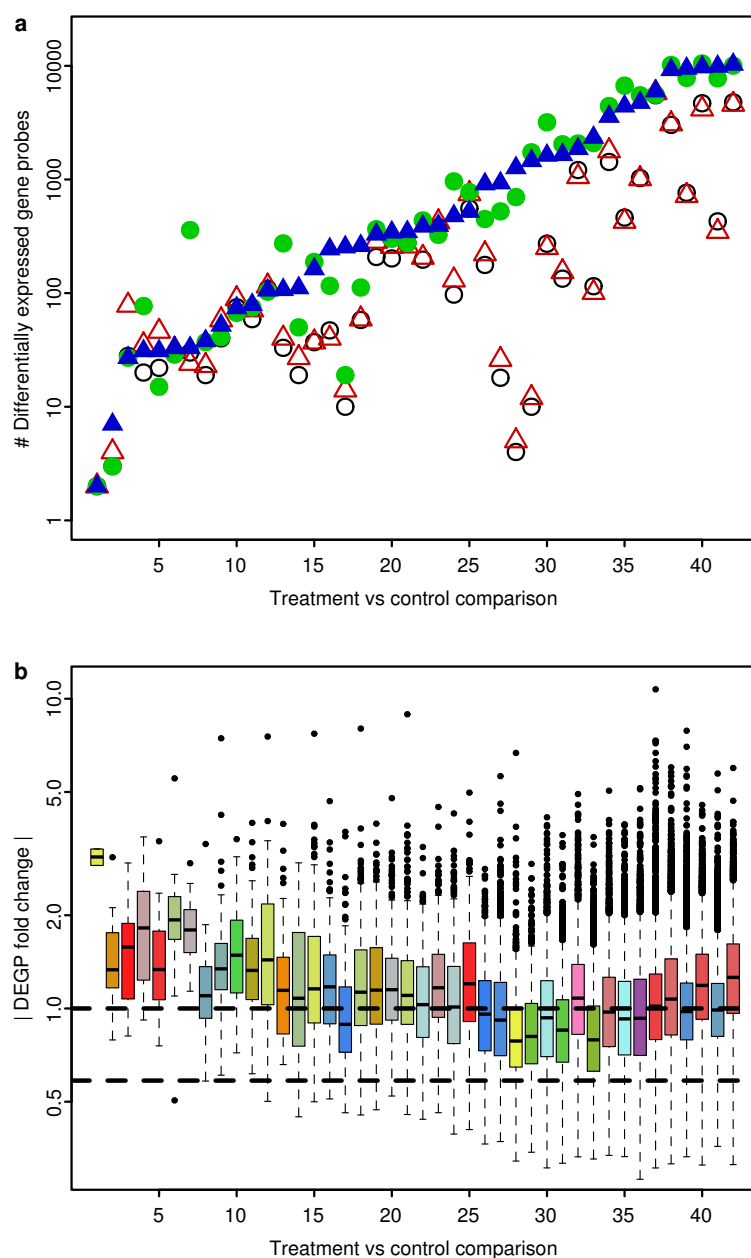 a
10000
1000
100
10
1
# Differentially expressed gene probes
5 10 15 20 25 30 35 40
Treatment vs control comparison
b
10.0
5.0
2.0
1.0
0.5
| DEGP fold change |
5 10 15 20 25 30 35 40
Treatment vs control comparison